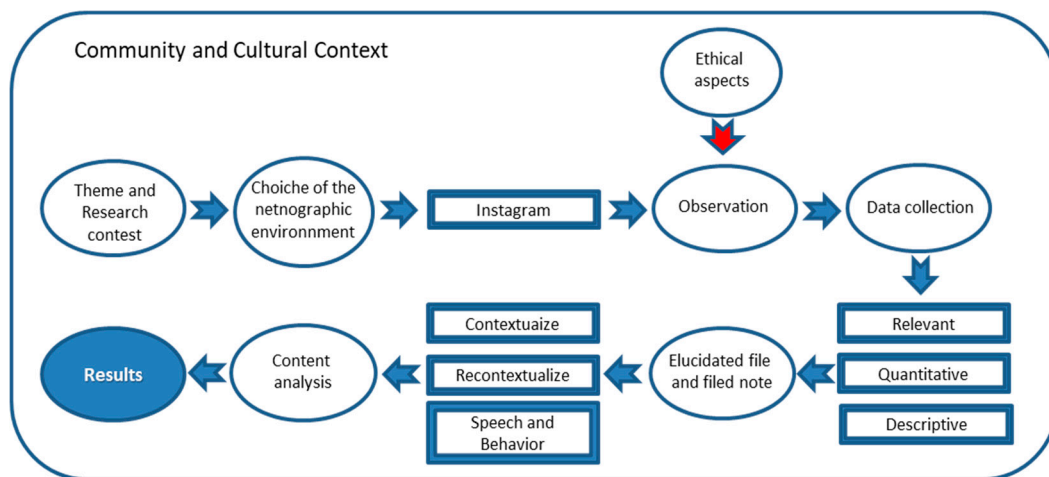 Community and Cultural Context
Ethical
aspects
Theme and
Research
contest
Choiche of the
netnographic
environnment
Instagram
Observation
Data collection
Relevant
Quantitative
Descriptive
Elucidated file
and filed note
Contextuaize
Recontextualize
Speech and
Behavior
Content
analysis
Results